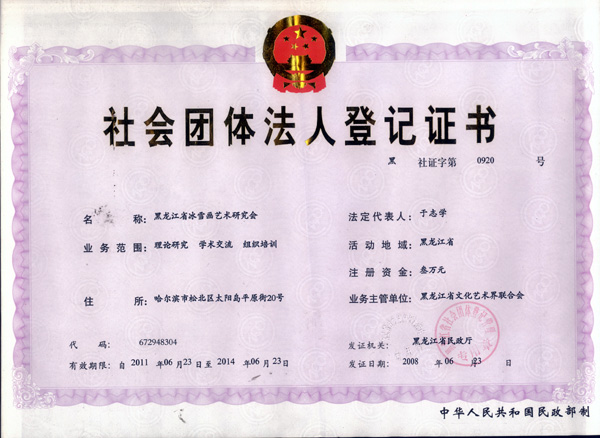 社会团体法人登记证书
黑 社证字第 0920 号
名 称：黑龙江省冰雪画艺术研究会
法定代表人：于志学
业务范围：理论研究 学术交流 组织培训
活动地域：黑龙江省
注册资金：叁万元
住 所：哈尔滨市松北区太阳岛平原街20号
业务主管单位：黑龙江省文化艺术界联合会
代 码：672948304
发证机关：黑龙江省民政厅
有效期限：自 2011 年 06 月 23 日 至 2014 年 06 月 23 日
发证日期：2008 年 06 月 23 日
中华人民共和国民政部制